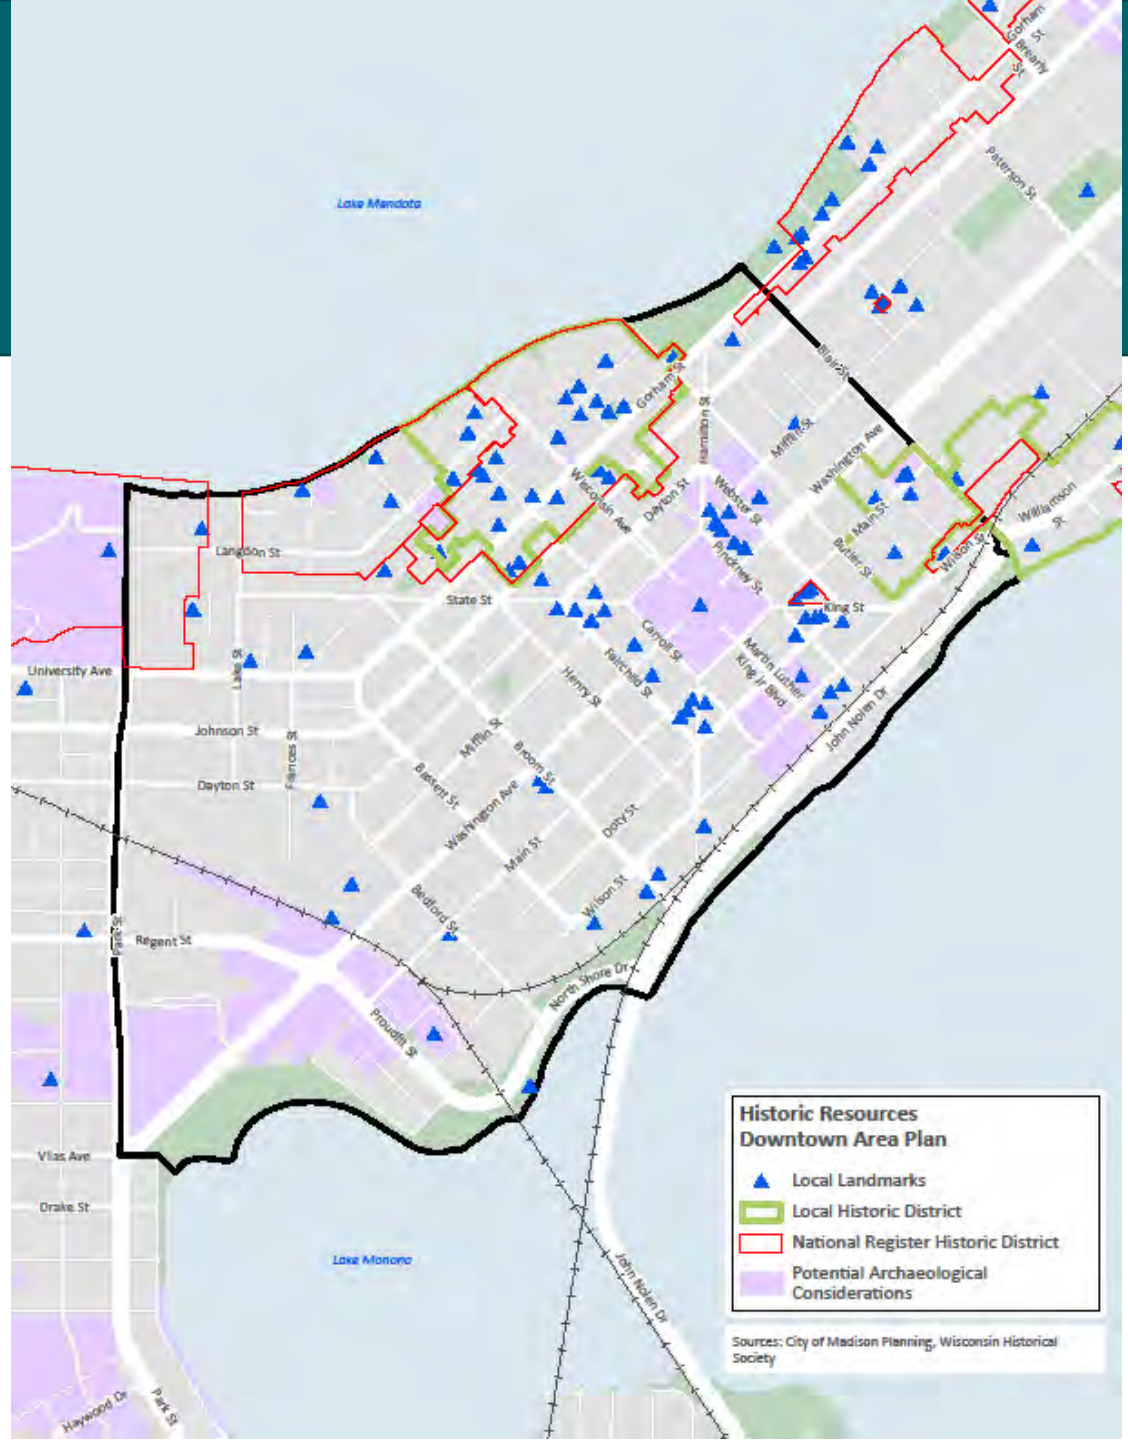 Gorham
St
Brearly
St
Paterson St
Lake Mendota
Blair St
Gorham St
Hamilton St
Mifflin St
Washington Ave
Wisconsin Ave
Dayton St
Webster St
Main St
Williamson
St
Langdon St
Pinckney St
Butler St
Wilson St
State St
King St
Carroll St
University Ave
Lake St
Fairchild St
Martin Luther
King Jr Blvd
Henry St
John Nolen Dr
Johnson St
Frances St
Mifflin St
Broom St
Dayton St
Bassett St
Washington Ave
Doty St
Main St
Bedford St
Wilson St
Park St
Regent St
North Shore Dr
Proudfit St
Vilas Ave
Drake St
Lake Monona
John Nolen Dr
Haywood Dr
Park St
Historic Resources
Downtown Area Plan
Local Landmarks
Local Historic District
National Register Historic District
Potential Archaeological
Considerations
Sources: City of Madison Planning, Wisconsin Historical
Society